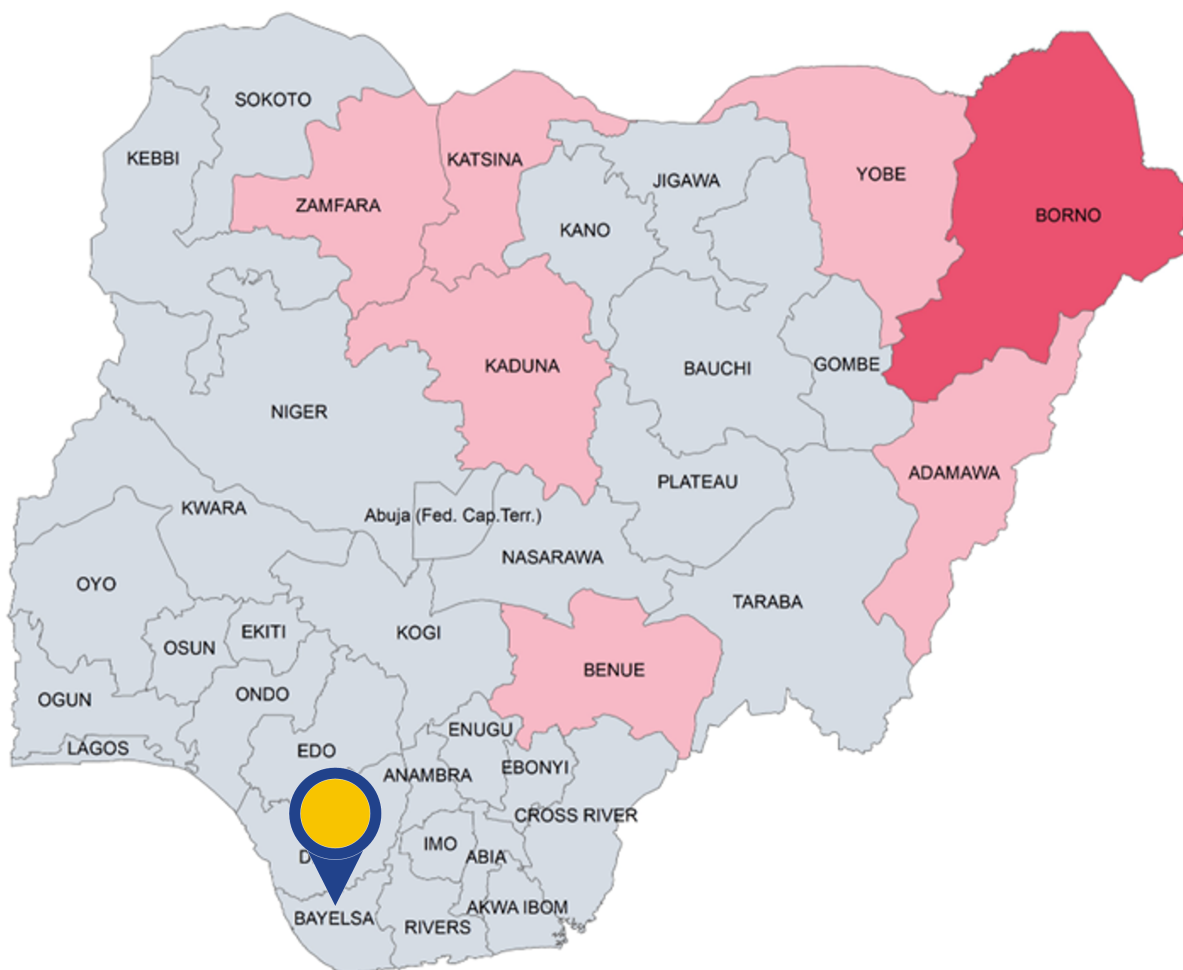 SOKOTO
KEBBI
KATSINA
ZAMFARA
JIGAWA
KANO
YOBE
BORNO
KADUNA
BAUCHI
GOMBE
NIGER
ADAMAWA
PLATEAU
KWARA
Abuja (Fed. Cap.Terr.)
NASARAWA
OYO
TARABA
OSUN
EKITI
KOGI
BENUE
OGUN
ONDO
LAGOS
EDO
ENUGU
ANAMBRA
EBONYI
CROSS RIVER
D
IMO
ABIA
BAYELSA
RIVERS
AKWA IBOM